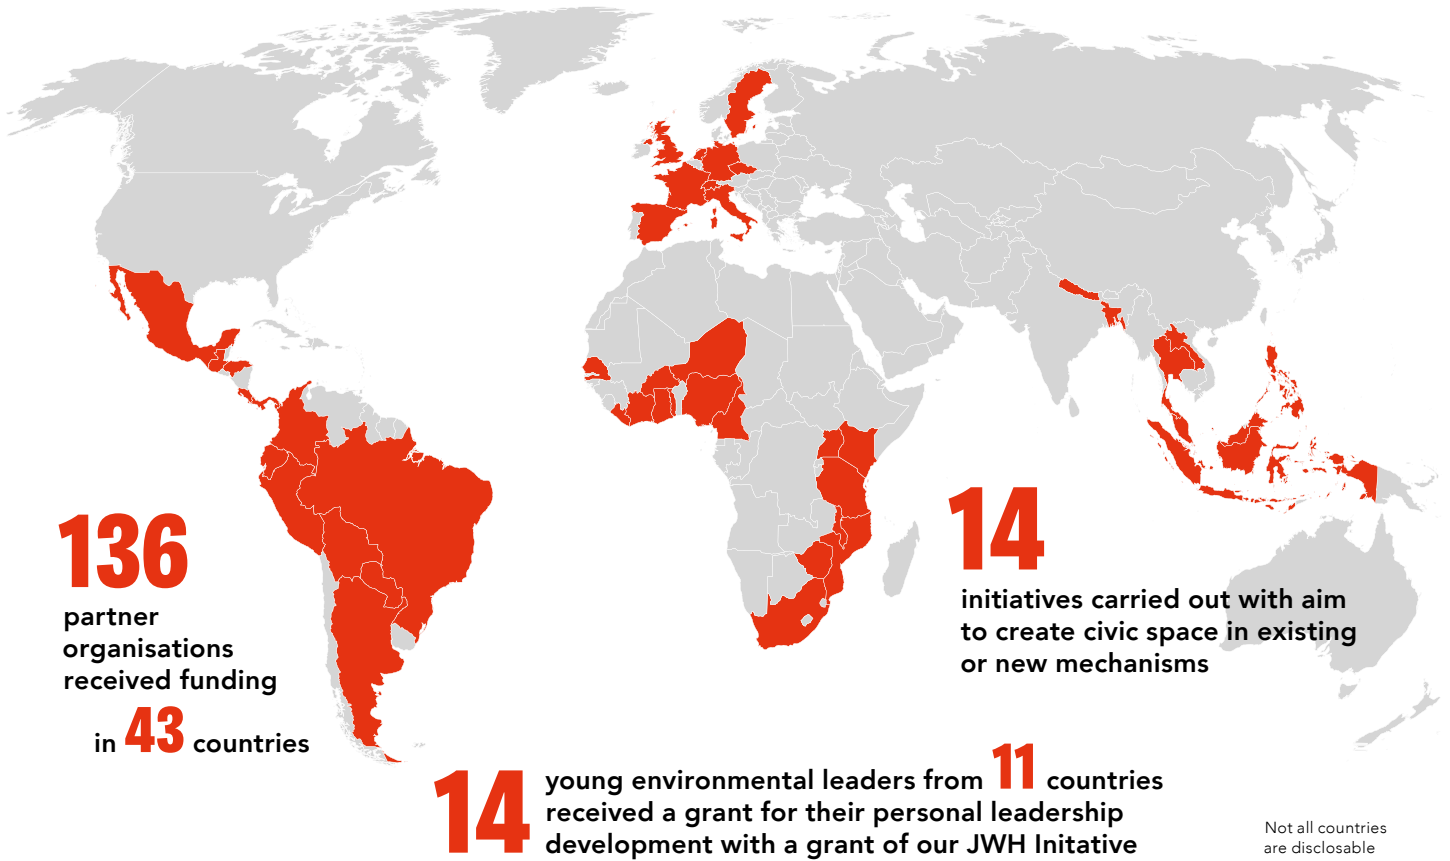 136
partner
organisations
received funding
in 43 countries
14
initiatives carried out with aim
to create civic space in existing
or new mechanisms
14
young environmental leaders from 11 countries
received a grant for their personal leadership
development with a grant of our JWH Initative
Not all countries
are disclosable